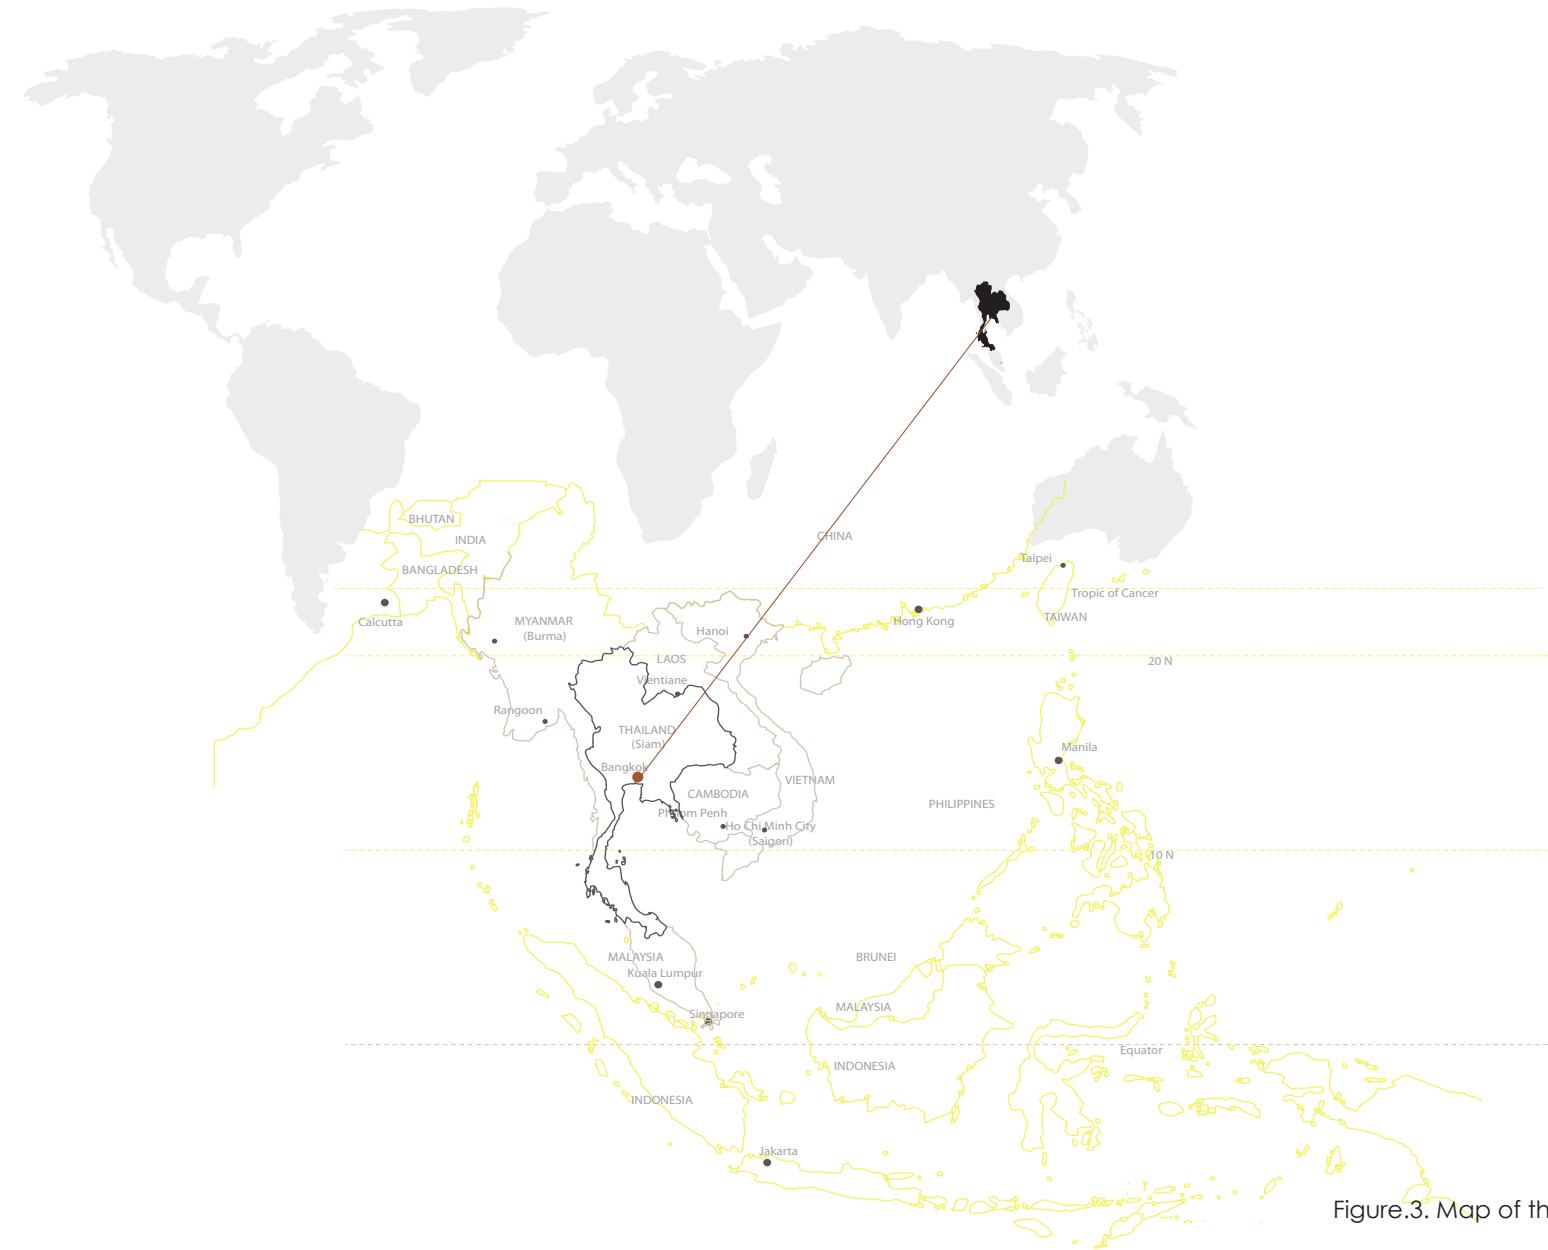 BHUTAN
INDIA
CHINA
Taipei
BANGLADESH
Tropic of Cancer
Calcutta
MYANMAR
(Burma)
Hong Kong
TAIWAN
Hanoi
LAOS
20 N
Vientiane
Rangoon
THAILAND
(Siam)
Manila
Bangkok
VIETNAM
CAMBODIA
PHILIPPINES
Phnom Penh
Ho Chi Minh City
(Saigon)
10 N
MALAYSIA
BRUNEI
Kuala Lumpur
MALAYSIA
Singapore
Equator
INDONESIA
INDONESIA
Jakarta
Figure.3. Map of th